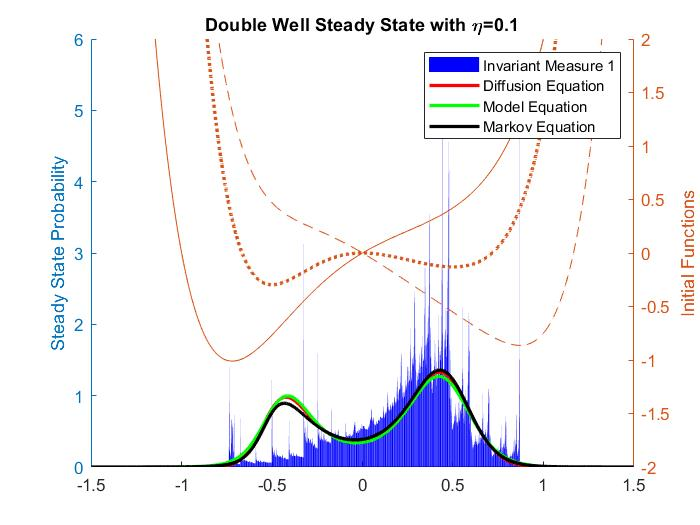 Double Well Steady State with η=0.1
6
5
4
3
2
1
0
Steady State Probability
Invariant Measure 1
Diffusion Equation
Model Equation
Markov Equation
2
1.5
1
0.5
0
-0.5
-1
-1.5
-2
Initial Functions
-1.5 -1 -0.5 0 0.5 1 1.5